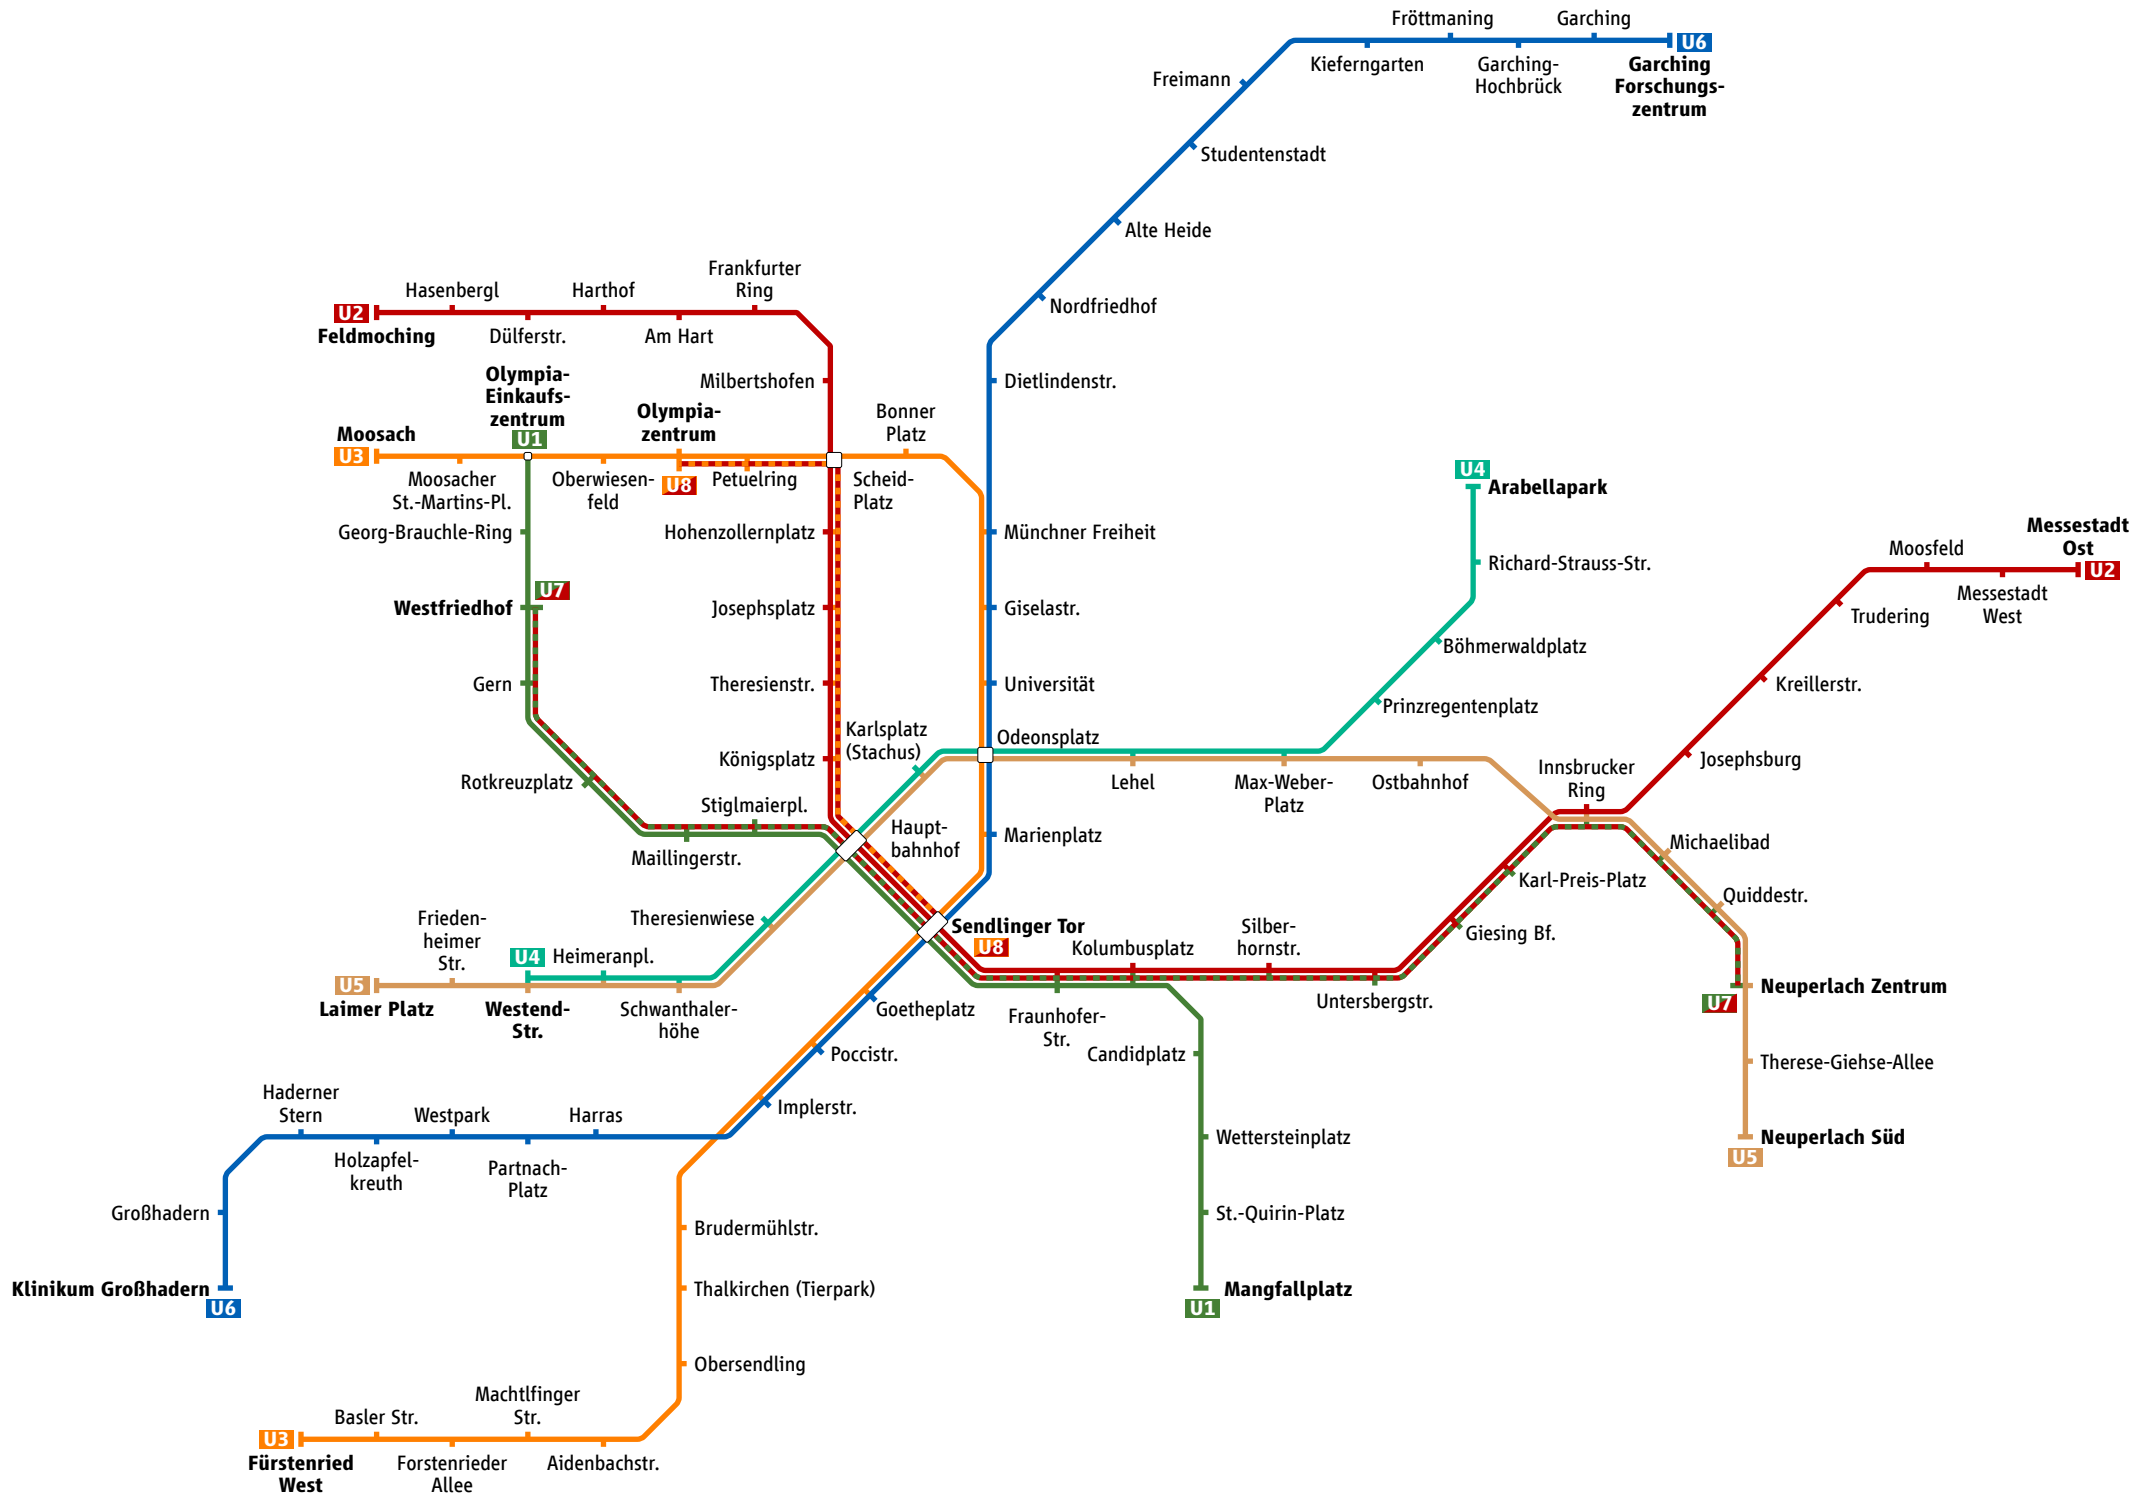 Fröttmaning
Garching
U6
Kieferngarten
Garching-
Hochbrück
Garching
Forschungs-
zentrum
Freimann
Studentenstadt
Alte Heide
Nordfriedhof
Dietlindenstr.
Hasenbergl
Harthof
Frankfurter
Ring
U2
Feldmoching
Dülferstr.
Am Hart
Milbertshofen
Olympia-
Einkaufs-
zentrum
U1
Olympia-
zentrum
Bonner
Platz
Moosach
U3
Moosacher
St.-Martins-Pl.
Oberwiesen-
feld
U8
Petuelring
Scheid-
Platz
Georg-Brauchle-Ring
Hohenzollernplatz
Münchner Freiheit
U4
Arabellapark
Richard-Strauss-Str.
Messestadt
Ost
U2
Moosfeld
Messestadt
West
Trudering
U7
Westfriedhof
Josephsplatz
Giselastr.
Böhmerwaldplatz
Gern
Theresienstr.
Universität
Prinzregentenplatz
Kreillerstr.
Karlsplatz
(Stachus)
Odeonsplatz
Königsplatz
Rotkreuzplatz
Lehel
Max-Weber-
Platz
Ostbahnhof
Innsbrucker
Ring
Josephsburg
Stiglmaierpl.
Maillingerstr.
Haupt-
bahnhof
Marienplatz
Michaelibad
Karl-Preis-Platz
Quiddestr.
Theresienwiese
Sendlinger Tor
U8
Kolumbusplatz
Silber-
hornstr.
Giesing Bf.
Frieden-
heimer
Str.
U4
Heimeranpl.
U5
Laimer Platz
Westend-
Str.
Schwanthaler-
höhe
Goetheplatz
Fraunhofer-
Str.
Untersbergstr.
Neuperlach Zentrum
U7
Poccistr.
Candidplatz
Therese-Giehse-Allee
Haderner
Stern
Westpark
Harras
Implerstr.
Holzapfel-
kreuth
Partnach-
Platz
Wettersteinplatz
Neuperlach Süd
U5
Großhadern
Brudermühlstr.
St.-Quirin-Platz
Klinikum Großhadern
U6
Thalkirchen (Tierpark)
Mangfallplatz
U1
Obersendling
Basler Str.
Machtlfinger
Str.
U3
Fürstenried
West
Forstenrieder
Allee
Aidenbachstr.